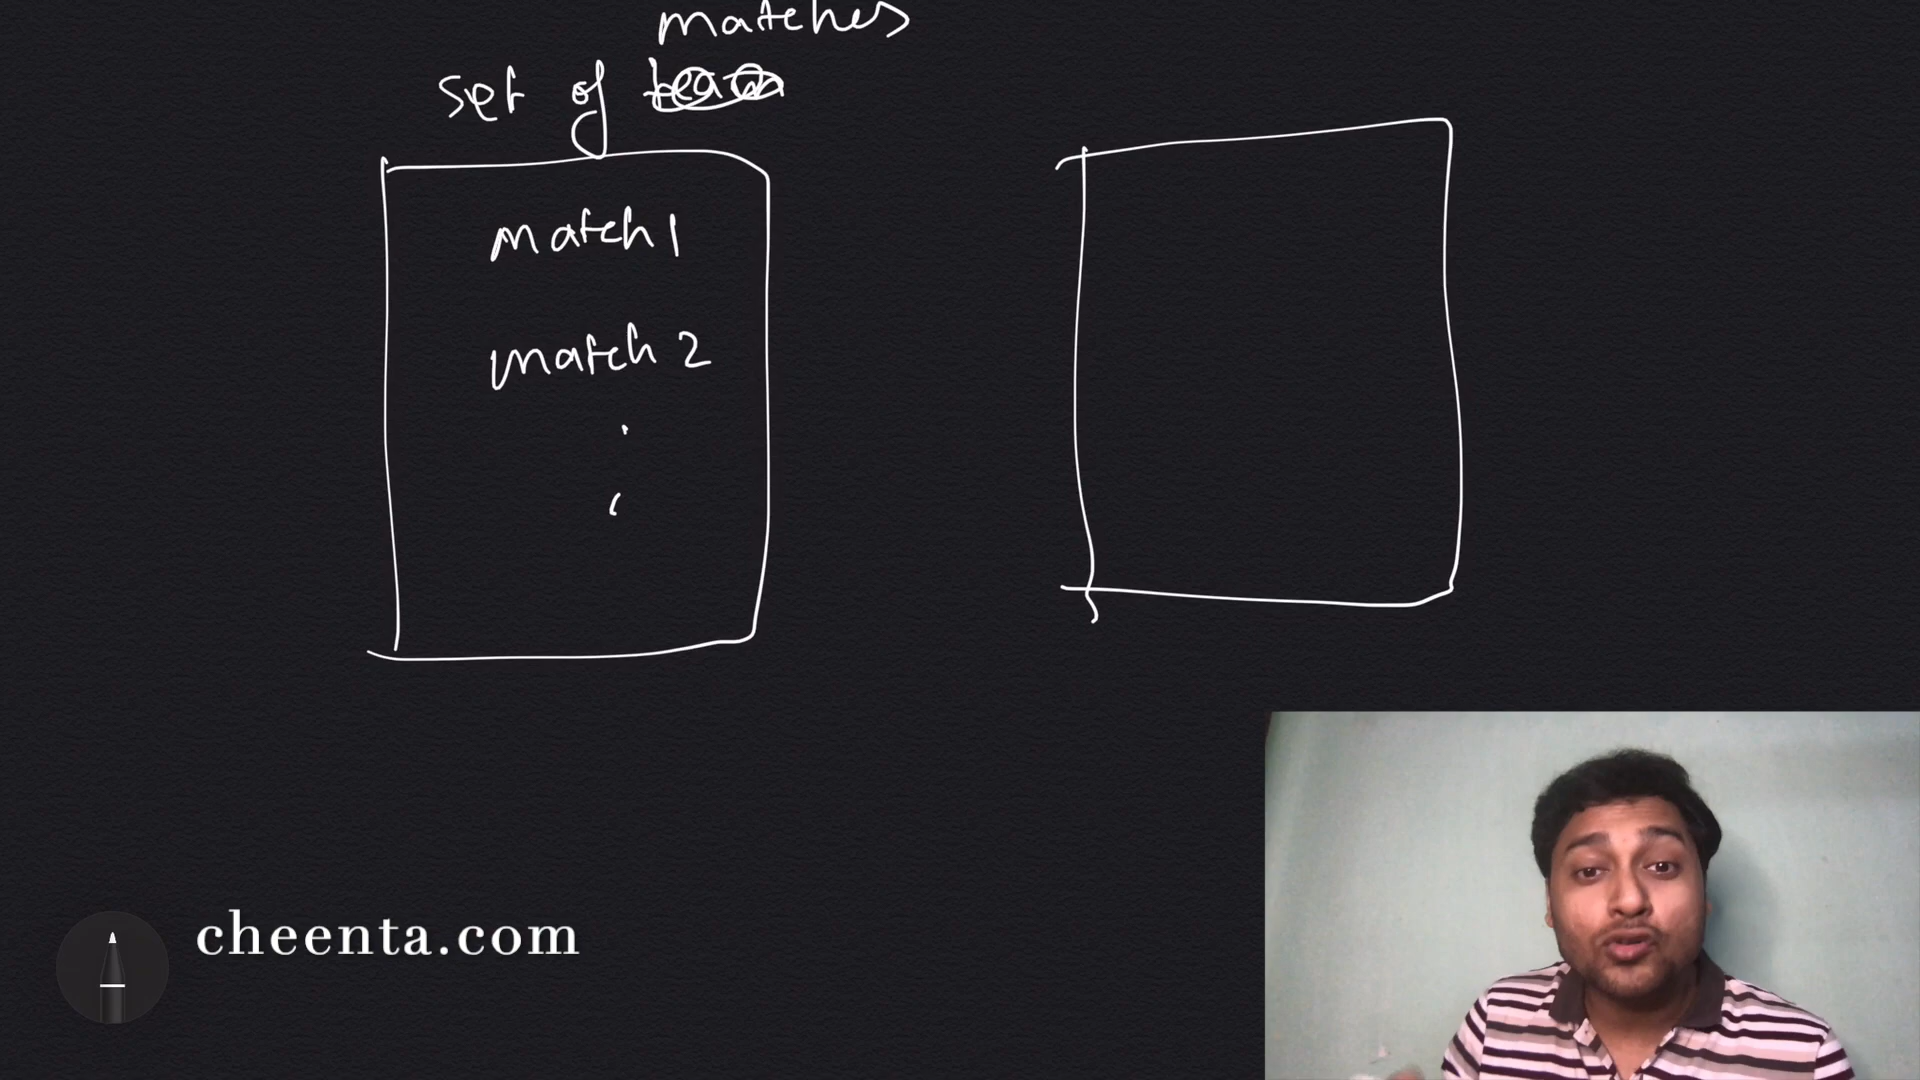 matches
set of
match 1
match 2
cheenta.com